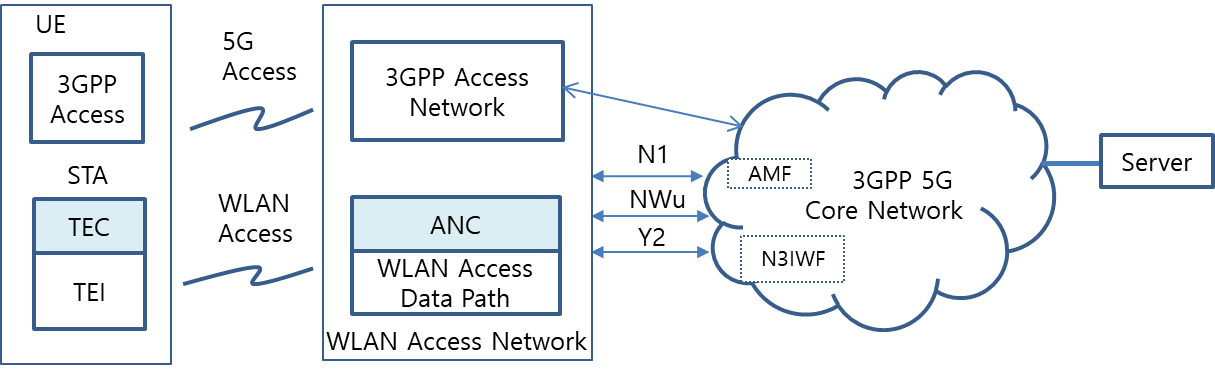 UE
3GPP
Access
STA
TEC
TEI
5G
Access
WLAN
Access
3GPP Access
Network
ANC
WLAN Access
Data Path
WLAN Access Network
N1
NWu
Y2
AMF
3GPP 5G
Core Network
N3IWF
Server